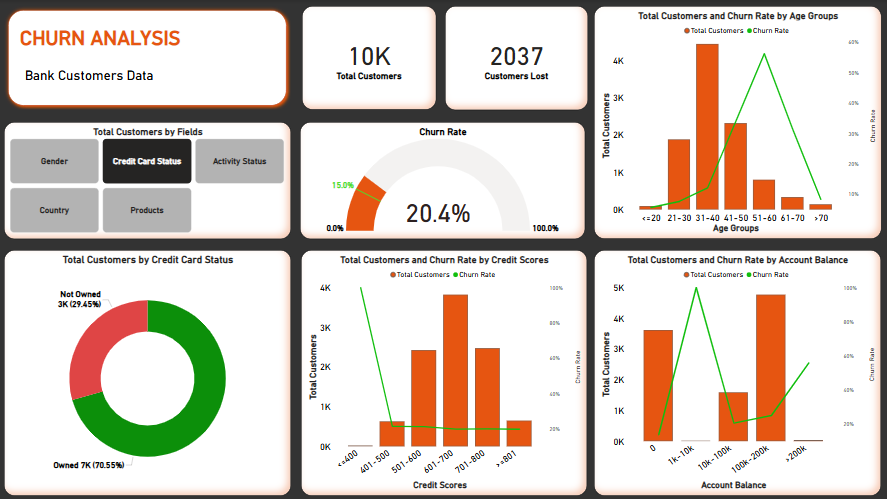 CHURN ANALYSIS
Bank Customers Data
10K
Total Customers
2037
Customers Lost
Total Customers by Fields
Gender
Credit Card Status
Activity Status
Country
Products
Churn Rate
15.0%
20.4%
0.0%
100.0%
Total Customers and Churn Rate by Age Groups
Total Customers Churn Rate
4K
3K
2K
1K
0K
Total Customers
60%
50%
40%
30%
20%
10%
Churn Rate
<=20 21-30 31-40 41-50 51-60 61-70 >70
Age Groups
Total Customers by Credit Card Status
Not Owned
3K (29.45%)
Owned 7K (70.55%)
Total Customers and Churn Rate by Credit Scores
Total Customers Churn Rate
4K
3K
2K
1K
0K
Total Customers
100%
80%
60%
40%
20%
Churn Rate
<=400 401-500 501-600 601-700 701-800 >=801
Credit Scores
Total Customers and Churn Rate by Account Balance
Total Customers Churn Rate
5K
4K
3K
2K
1K
0K
Total Customers
100%
80%
60%
40%
20%
Churn Rate
0 1k-10k 10k-100k 100k-200k >200k
Account Balance